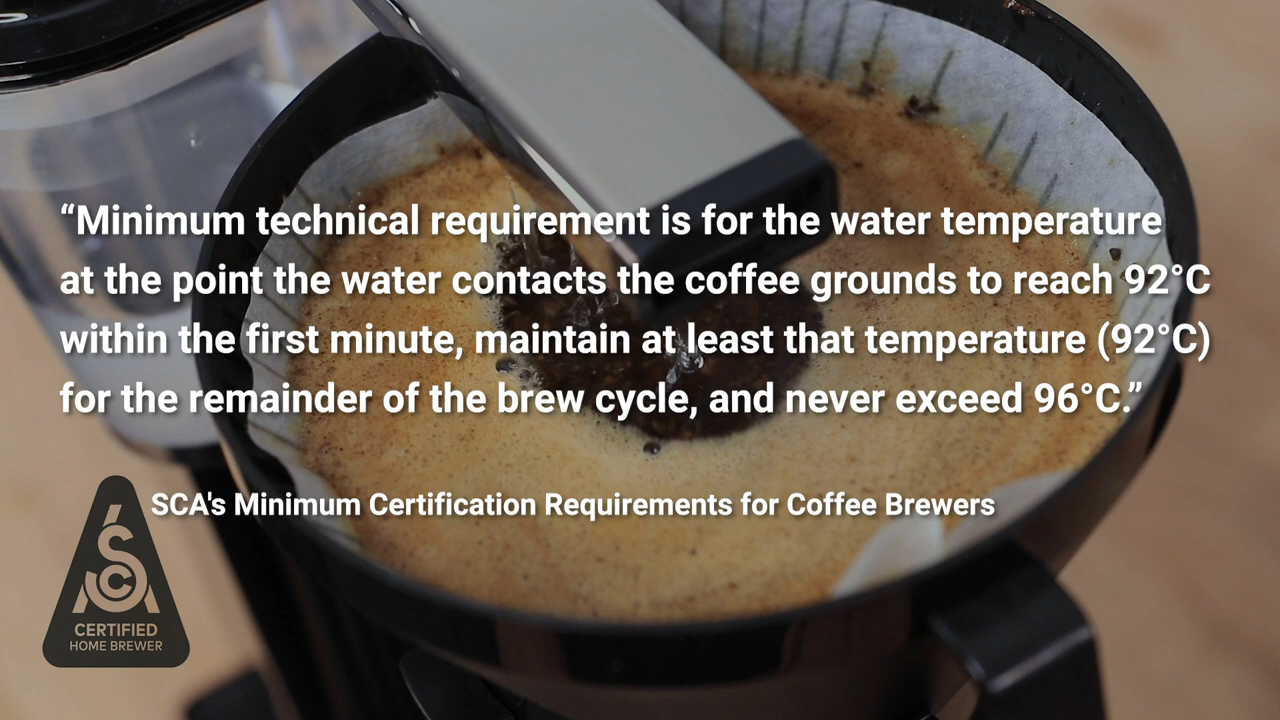 “Minimum technical requirement is for the water temperature
at the point the water contacts the coffee grounds to reach 92°C
within the first minute, maintain at least that temperature (92°C)
for the remainder of the brew cycle, and never exceed 96°C.”
SCA's Minimum Certification Requirements for Coffee Brewers
SCA
CERTIFIED
HOME BREWER